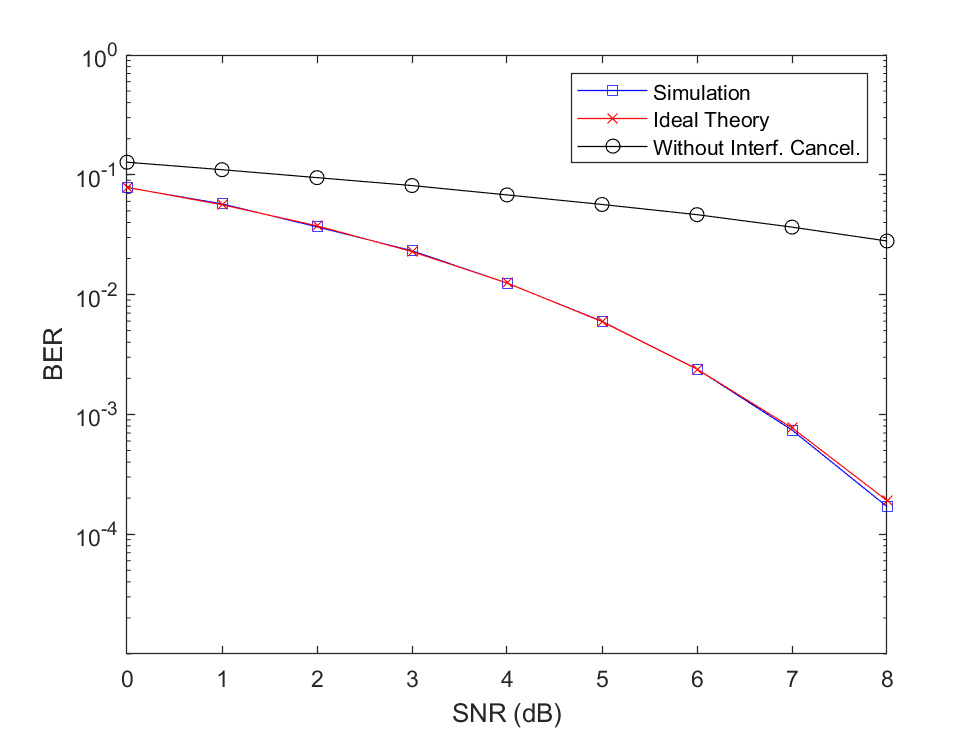 10^0
10^-1
10^-2
10^-3
10^-4
BER
Simulation
Ideal Theory
Without Interf. Cancel.
0 1 2 3 4 5 6 7 8
SNR (dB)